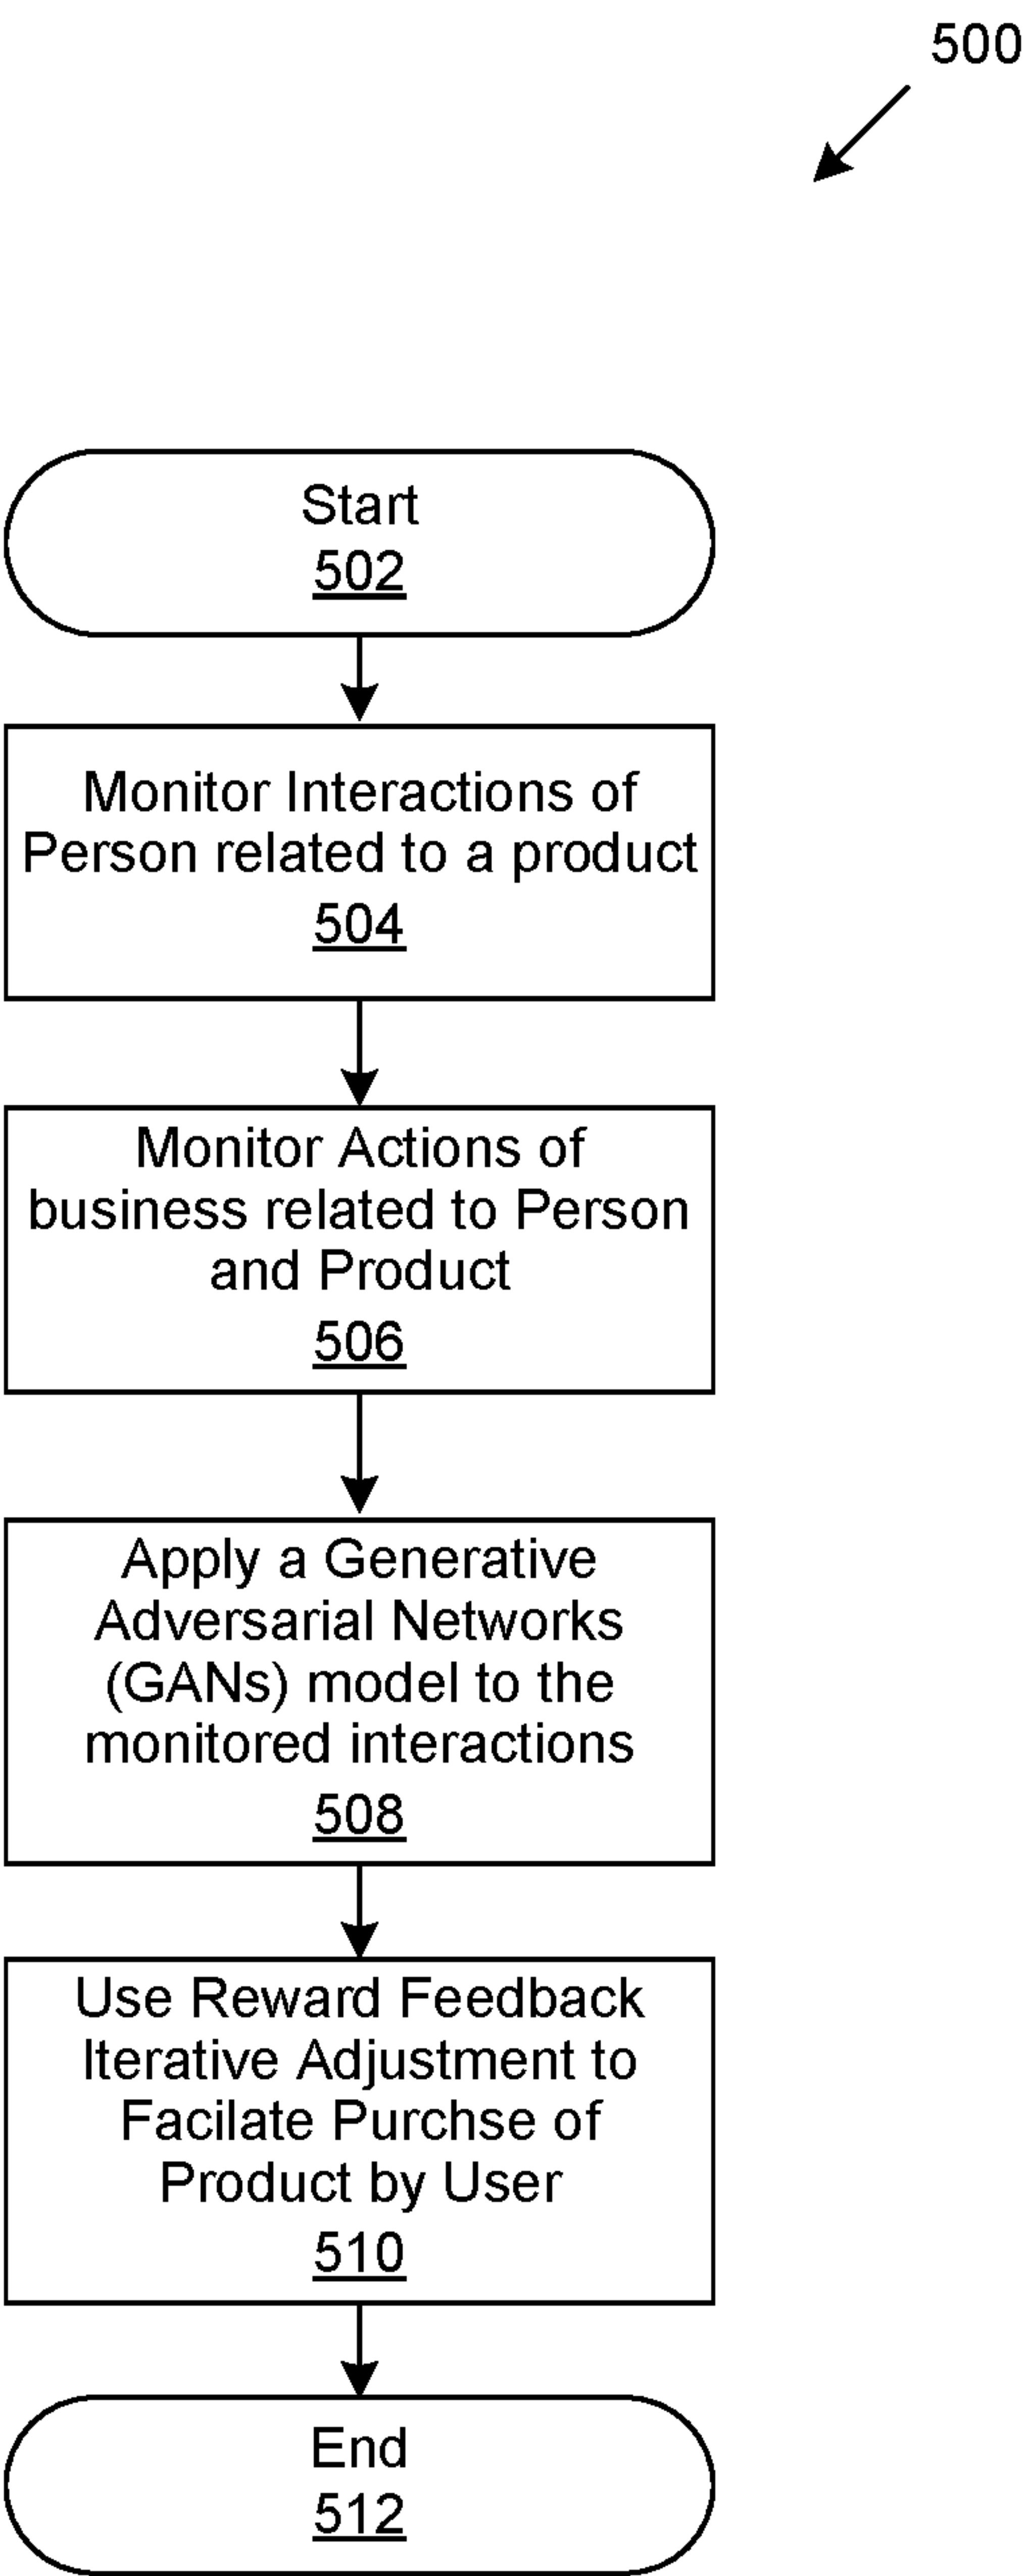 500
Start
502
Monitor Interactions of
Person related to a product
504
Monitor Actions of
business related to Person
and Product
506
Apply a Generative
Adversarial Networks
(GANs) model to the
monitored interactions
508
Use Reward Feedback
Iterative Adjustment to
Facilate Purchse of
Product by User
510
End
512